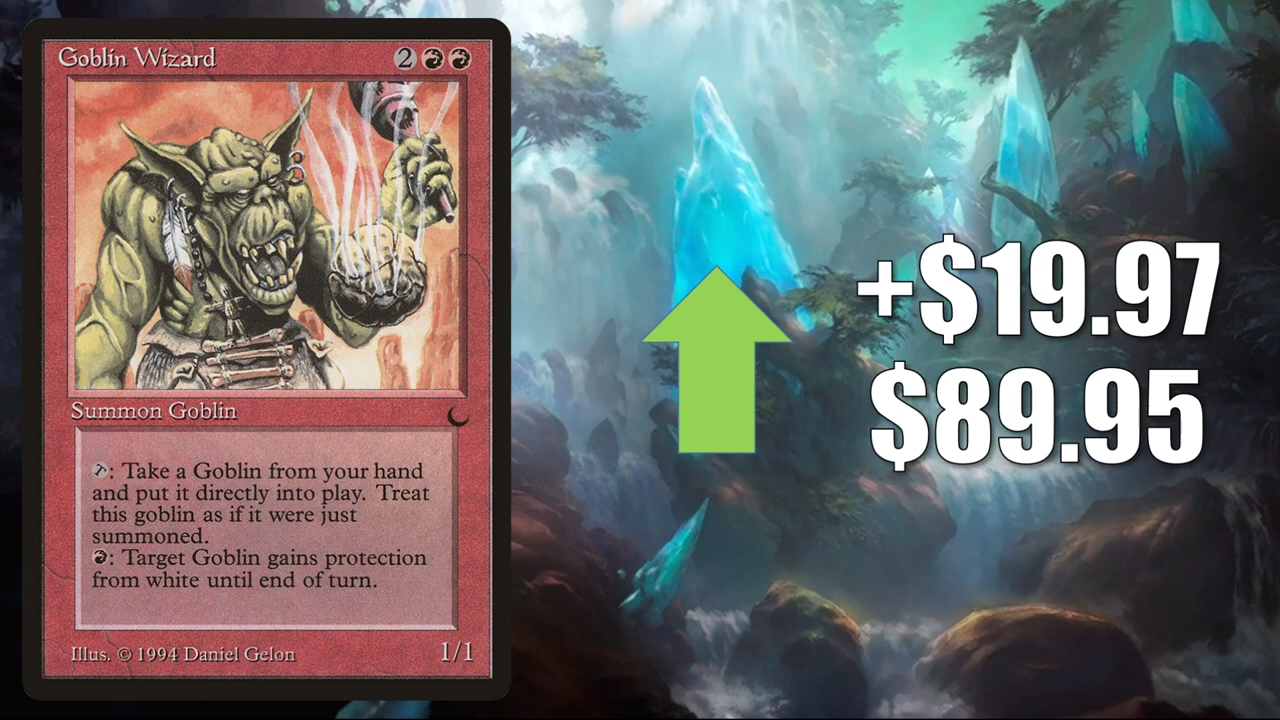 Goblin Wizard 2
+$19.97
$89.95
Summon Goblin
: Take a Goblin from your hand
and put it directly into play. Treat
this goblin as if it were just
summoned.
: Target Goblin gains protection
from white until end of turn.
Illus. © 1994 Daniel Gelon 1/1